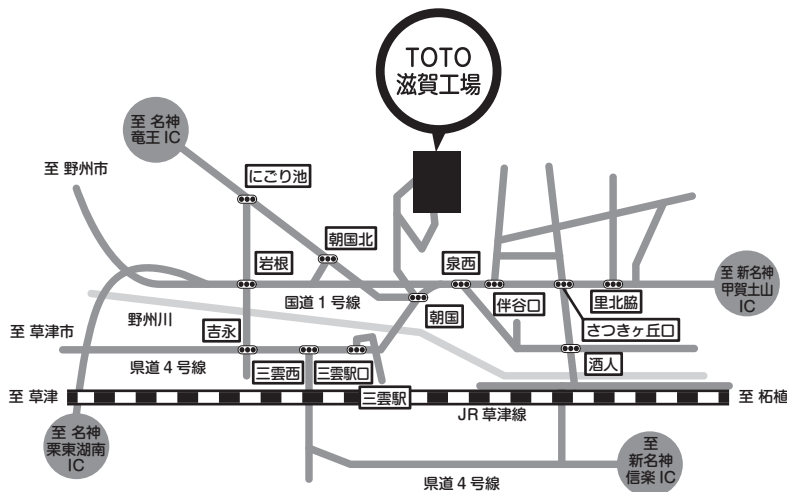 TOTO
滋賀工場
至 名神
竜王 IC
至 野州市
にごり池
朝国北
岩根
泉西
至 新名神
甲賀土山
IC
国道 1 号線
朝国
伴谷口
里北脇
野州川
さつきヶ丘口
至 草津市
吉永
県道 4 号線
三雲西
三雲駅口
酒人
至 草津
三雲駅
至 柘植
JR 草津線
至 名神
栗東湖南
IC
至
新名神
信楽 IC
県道 4 号線